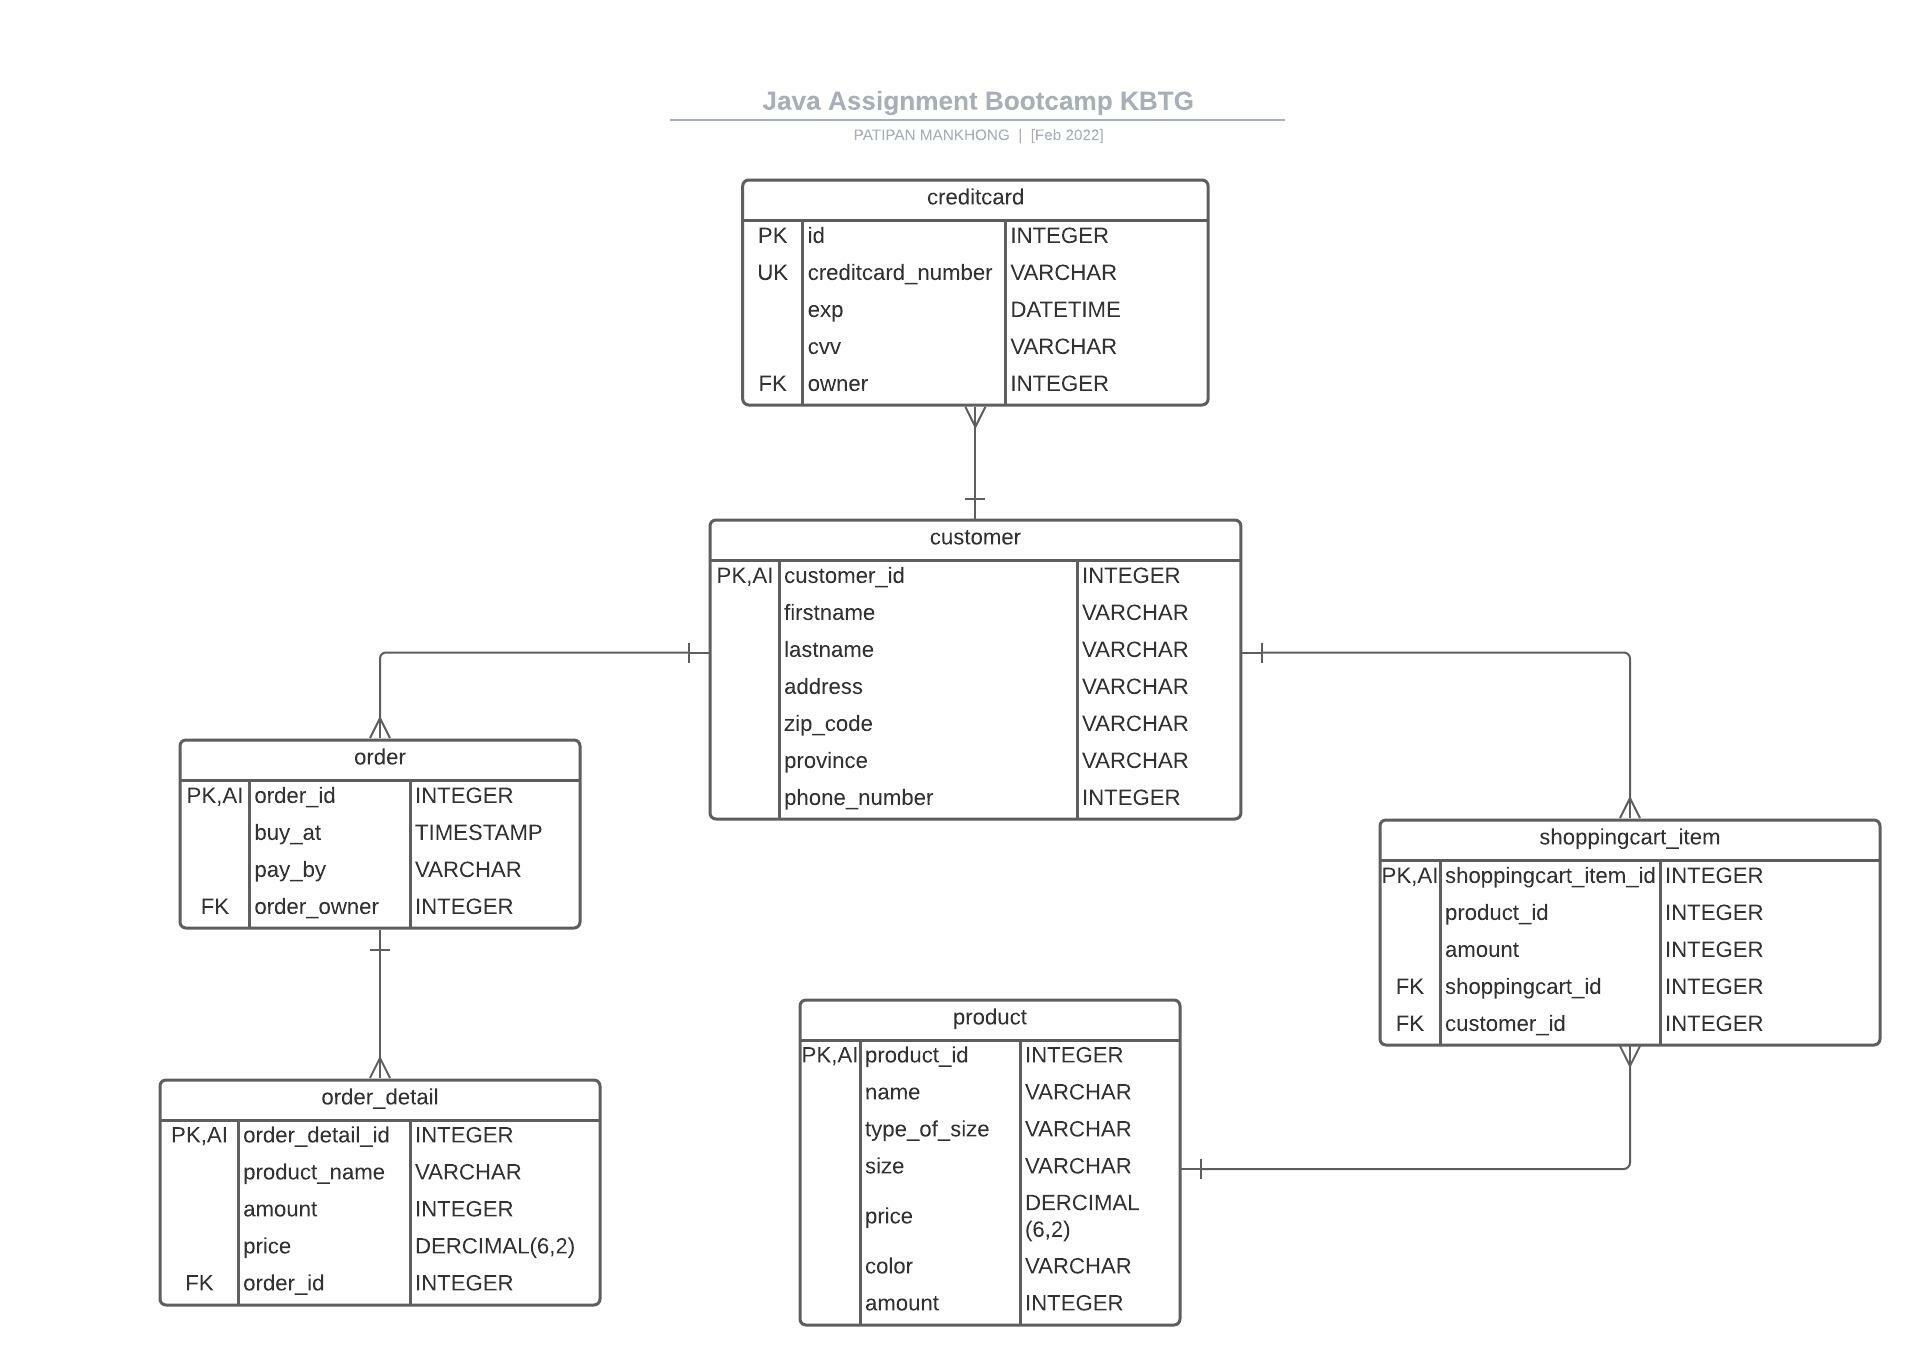 Java Assignment Bootcamp KBTG
PATIPAN MANKHONG | [Feb 2022]
creditcard
PK id INTEGER
UK creditcard_number VARCHAR
exp DATETIME
cvv VARCHAR
FK owner INTEGER
customer
PK,AI customer_id INTEGER
firstname VARCHAR
lastname VARCHAR
address VARCHAR
zip_code VARCHAR
province VARCHAR
phone_number INTEGER
order
PK,AI order_id INTEGER
buy_at TIMESTAMP
pay_by VARCHAR
FK order_owner INTEGER
shoppingcart_item
PK,AI shoppingcart_item_id INTEGER
product_id INTEGER
amount INTEGER
FK shoppingcart_id INTEGER
FK customer_id INTEGER
product
PK,AI product_id INTEGER
name VARCHAR
type_of_size VARCHAR
size VARCHAR
price DERCIMAL
(6,2)
color VARCHAR
amount INTEGER
order_detail
PK,AI order_detail_id INTEGER
product_name VARCHAR
amount INTEGER
price DERCIMAL(6,2)
FK order_id INTEGER